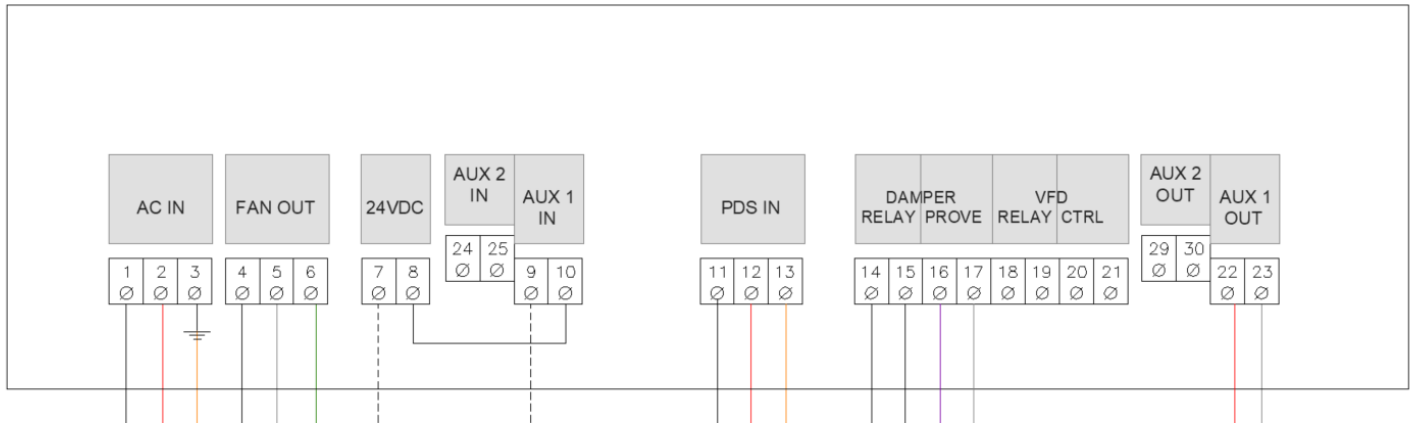 AC IN
FAN OUT
24VDC
AUX 2
IN
AUX 1
IN
PDS IN
DAMPER
RELAY PROVE
VFD
RELAY CTRL
AUX 2
OUT
AUX 1
OUT
24 25
29 30
1 2 3
4 5 6
7 8
9 10
11 12 13
14 15 16 17 18 19 20 21
22 23